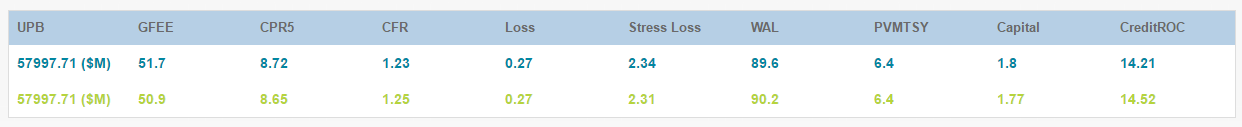 UPB GFEE CPR5 CFR Loss Stress Loss WAL PVMTSY Capital CreditROC
57997.71 ($M) 51.7 8.72 1.23 0.27 2.34 89.6 6.4 1.8 14.21
57997.71 ($M) 50.9 8.65 1.25 0.27 2.31 90.2 6.4 1.77 14.52